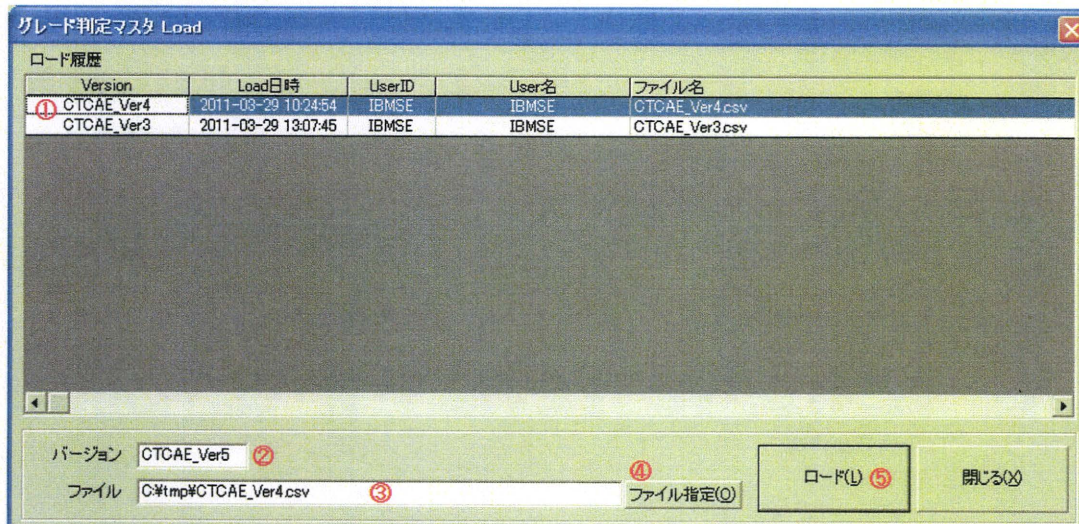 グレード判定マスタ Load
ロード履歴
Version Load日時 UserID User名 ファイル名
① CTCAE_Ver4 2011-03-29 10:24:54 IBMSE IBMSE CTCAE_Ver4.csv
CTCAE_Ver3 2011-03-29 13:07:45 IBMSE IBMSE CTCAE_Ver3.csv
バージョン CTCAE_Ver5 ②
ファイル C:¥tmp¥CTCAE_Ver4.csv ③ ④ ファイル指定(O)
ロード(L) ⑤ 閉じる(X)